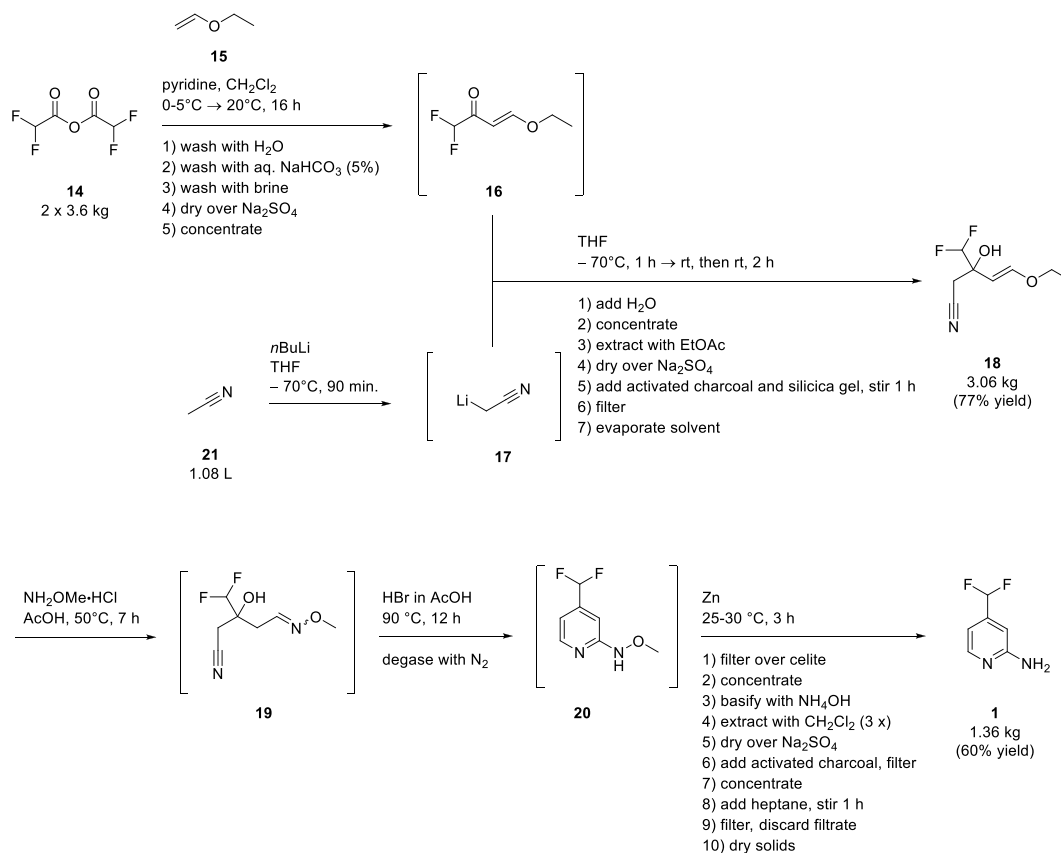 O
15
pyridine, CH2Cl2
0-5°C → 20°C, 16 h
1) wash with H2O
2) wash with aq. NaHCO3 (5%)
3) wash with brine
4) dry over Na2SO4
5) concentrate
O O
F O F
F F
14
2 x 3.6 kg
O
F
F O
16
THF
– 70°C, 1 h → rt, then rt, 2 h
1) add H2O
2) concentrate
3) extract with EtOAc
4) dry over Na2SO4
5) add activated charcoal and silicica gel, stir 1 h
6) filter
7) evaporate solvent
F
F OH
O
N
18
3.06 kg
(77% yield)
N
21
1.08 L
nBuLi
THF
– 70°C, 90 min.
Li N
17
NH2OMe•HCl
AcOH, 50°C, 7 h
F
F OH
N O
N
19
HBr in AcOH
90 °C, 12 h
degase with N2
F F
N N O
H
20
Zn
25-30 °C, 3 h
1) filter over celite
2) concentrate
3) basify with NH4OH
4) extract with CH2Cl2 (3 x)
5) dry over Na2SO4
6) add activated charcoal, filter
7) concentrate
8) add heptane, stir 1 h
9) filter, discard filtrate
10) dry solids
F F
N NH2
1
1.36 kg
(60% yield)